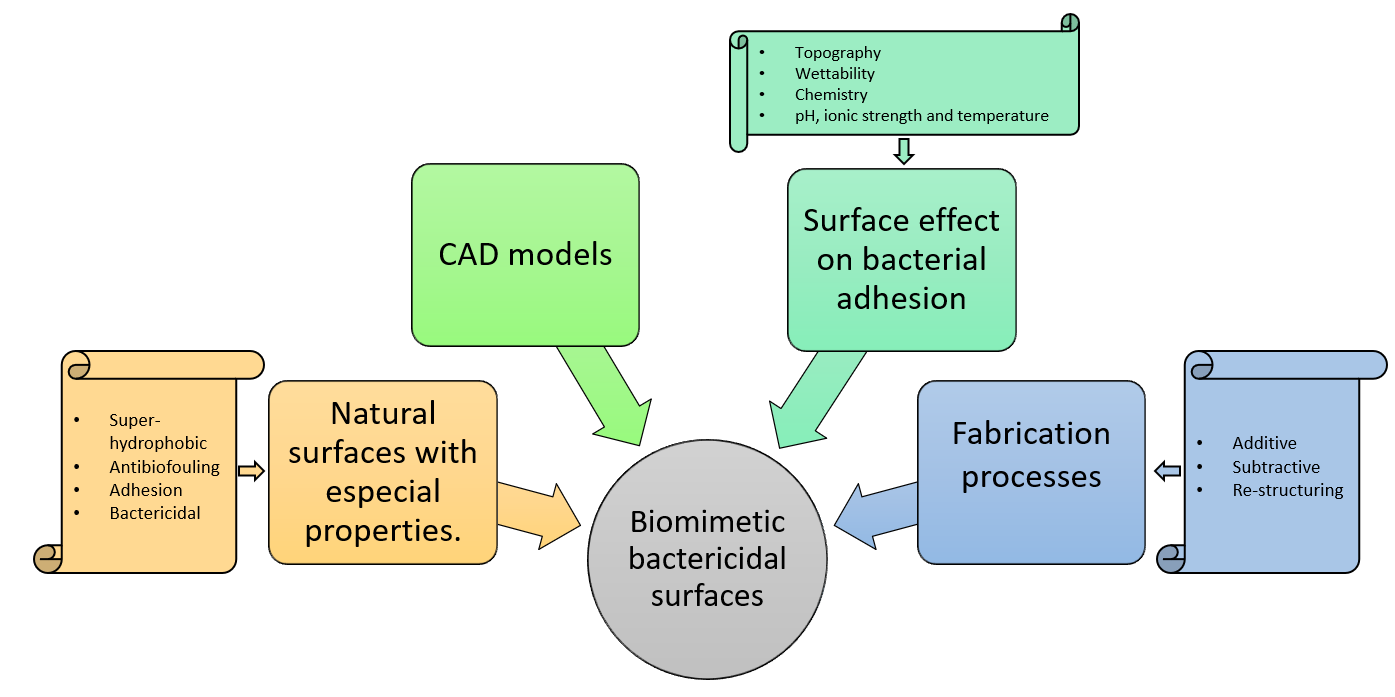 • Topography
• Wettability
• Chemistry
• pH, ionic strength and temperature
CAD models
Surface effect
on bacterial
adhesion
• Super-
hydrophobic
• Antibiofouling
• Adhesion
• Bactericidal
Natural
surfaces with
especial
properties.
Fabrication
processes
• Additive
• Subtractive
• Re-structuring
Biomimetic
bactericidal
surfaces